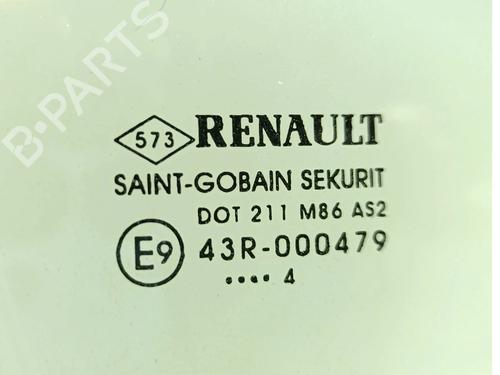 B-PARTS
573 RENAULT
SAINT-GOBAIN SEKURIT
DOT 211 M86 AS2
E9 43R-000479
.... 4